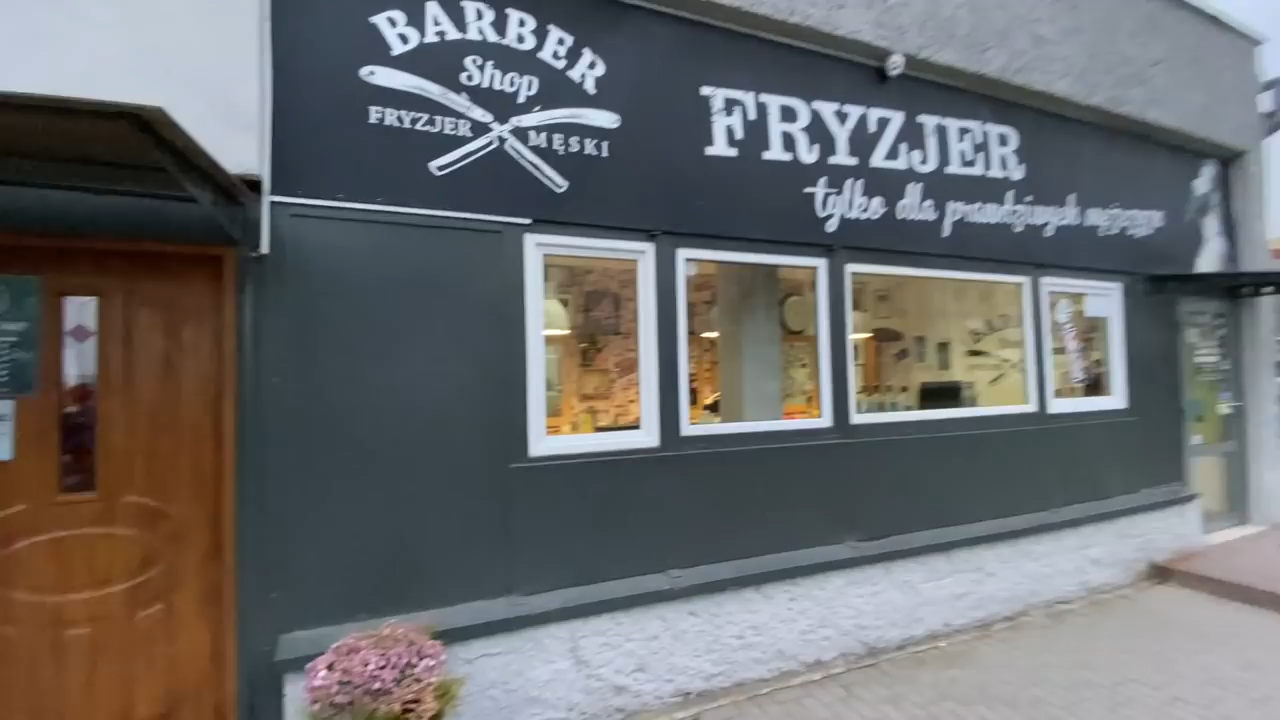 BARBER
Shop
FRYZJER MĘSKI
FRYZJER
tylko dla prawdziwych mężczyzn